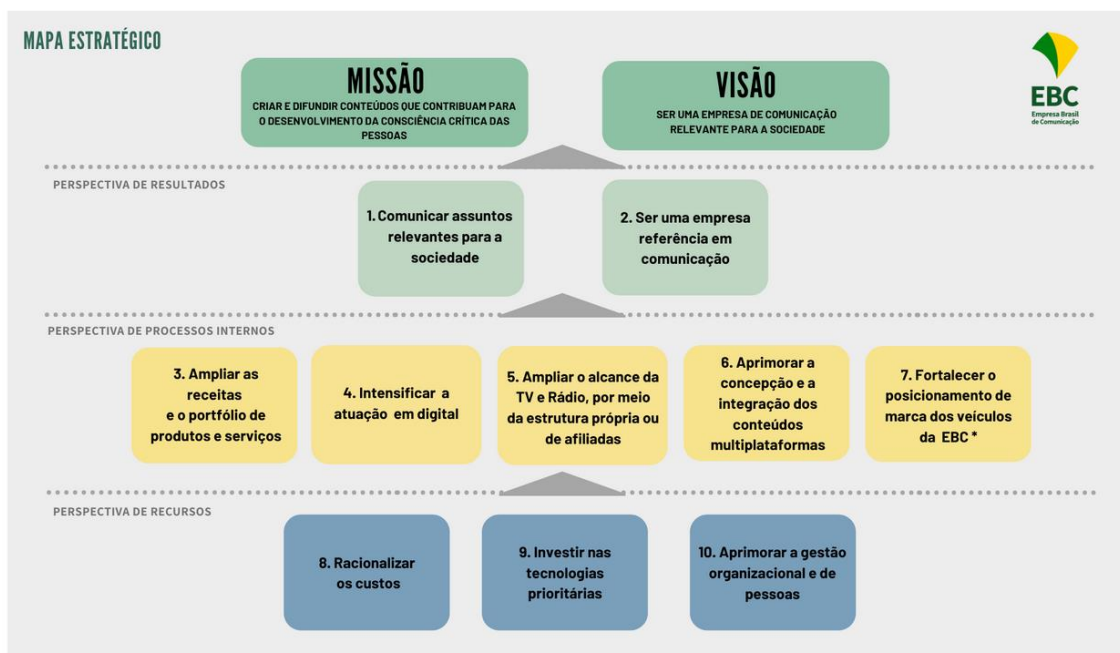 MAPA ESTRATÉGICO
MISSÃO
CRIAR E DIFUNDIR CONTEÚDOS QUE CONTRIBUAM PARA
O DESENVOLVIMENTO DA CONSCIÊNCIA CRÍTICA DAS
PESSOAS
VISÃO
SER UMA EMPRESA DE COMUNICAÇÃO
RELEVANTE PARA A SOCIEDADE
EBC
Empresa Brasil
de Comunicação
PERSPECTIVA DE RESULTADOS
1. Comunicar assuntos
relevantes para a
sociedade
2. Ser uma empresa
referência em
comunicação
PERSPECTIVA DE PROCESSOS INTERNOS
3. Ampliar as
receitas
e o portfólio de
produtos e serviços
4. Intensificar a
atuação em digital
5. Ampliar o alcance da
TV e Rádio, por meio
da estrutura própria ou
de afiliadas
6. Aprimorar a
concepção e a
integração dos
conteúdos
multiplataformas
7. Fortalecer o
posicionamento de
marca dos veículos
da EBC *
PERSPECTIVA DE RECURSOS
8. Racionalizar
os custos
9. Investir nas
tecnologias
prioritárias
10. Aprimorar a gestão
organizacional e de
pessoas